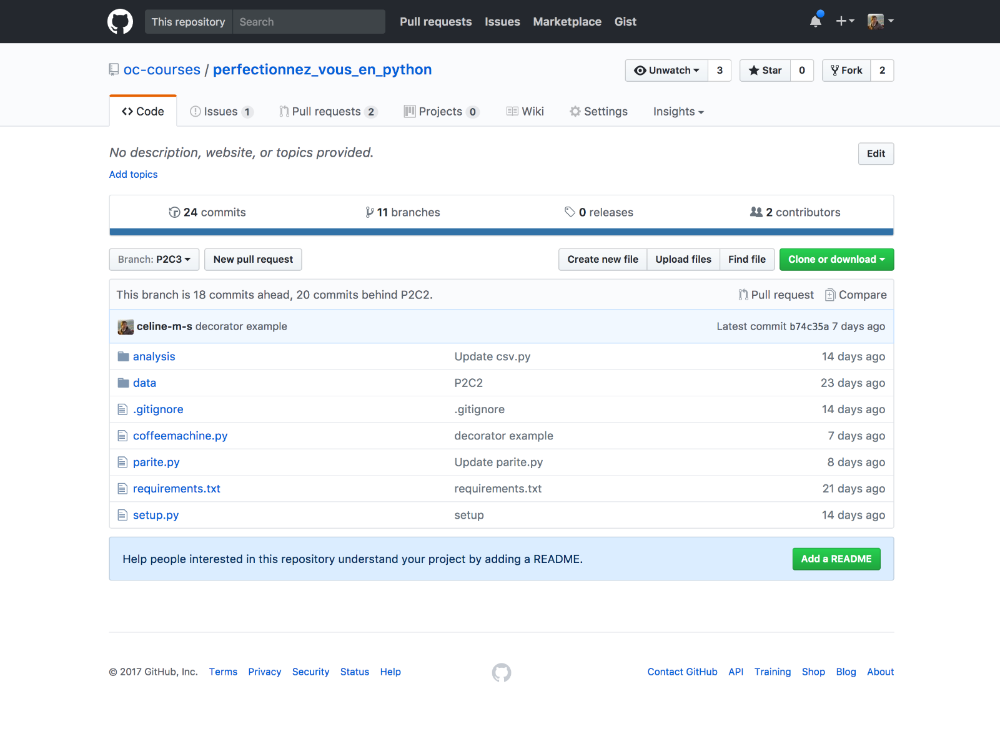 This repository Search Pull requests Issues Marketplace Gist
oc-courses / perfectionnez_vous_en_python Unwatch 3 Star 0 Fork 2
Code Issues 1 Pull requests 2 Projects 0 Wiki Settings Insights
No description, website, or topics provided. Edit
Add topics
24 commits 11 branches 0 releases 2 contributors
Branch: P2C3 New pull request Create new file Upload files Find file Clone or download
This branch is 18 commits ahead, 20 commits behind P2C2. Pull request Compare
celine-m-s decorator example Latest commit b74c35a 7 days ago
analysis Update csv.py 14 days ago
data P2C2 23 days ago
.gitignore .gitignore 14 days ago
coffeemachine.py decorator example 7 days ago
parite.py Update parite.py 8 days ago
requirements.txt requirements.txt 21 days ago
setup.py setup 14 days ago
Help people interested in this repository understand your project by adding a README. Add a README
© 2017 GitHub, Inc. Terms Privacy Security Status Help Contact GitHub API Training Shop Blog About